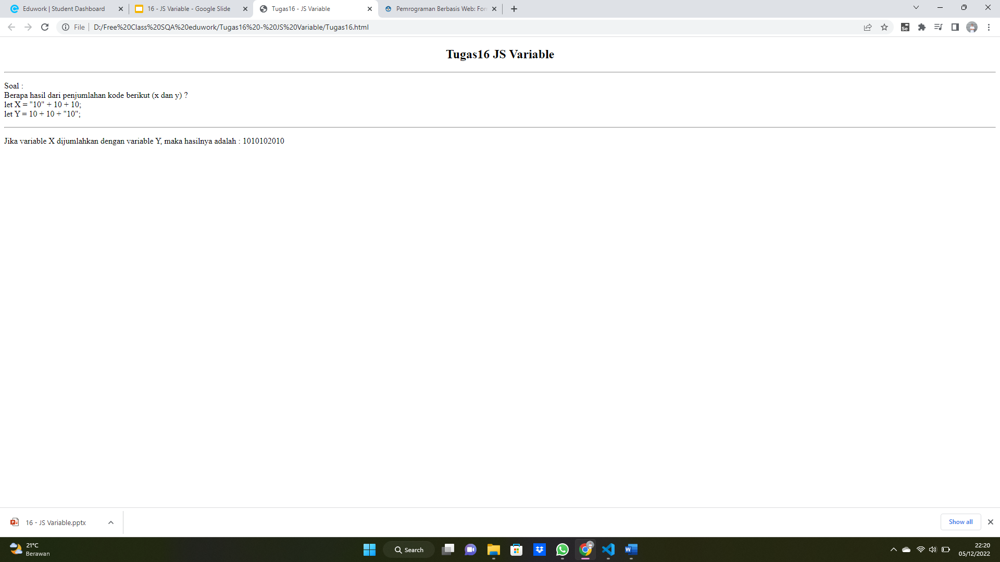 Eduwork | Student Dashboard
16 - JS Variable - Google Slide
Tugas16 - JS Variable
Pemrograman Berbasis Web: For
File
D:/Free%20Class%20SQA%20eduwork/Tugas16%20-%20JS%20Variable/Tugas16.html
Se
Tugas16 JS Variable
Soal :
Berapa hasil dari penjumlahan kode berikut (x dan y) ?
let X = "10" + 10 + 10;
let Y = 10 + 10 + "10";
Jika variable X dijumlahkan dengan variable Y, maka hasilnya adalah : 1010102010
16 - JS Variable.pptx
Show all
21°C
Berawan
Search
22:20
05/12/2022